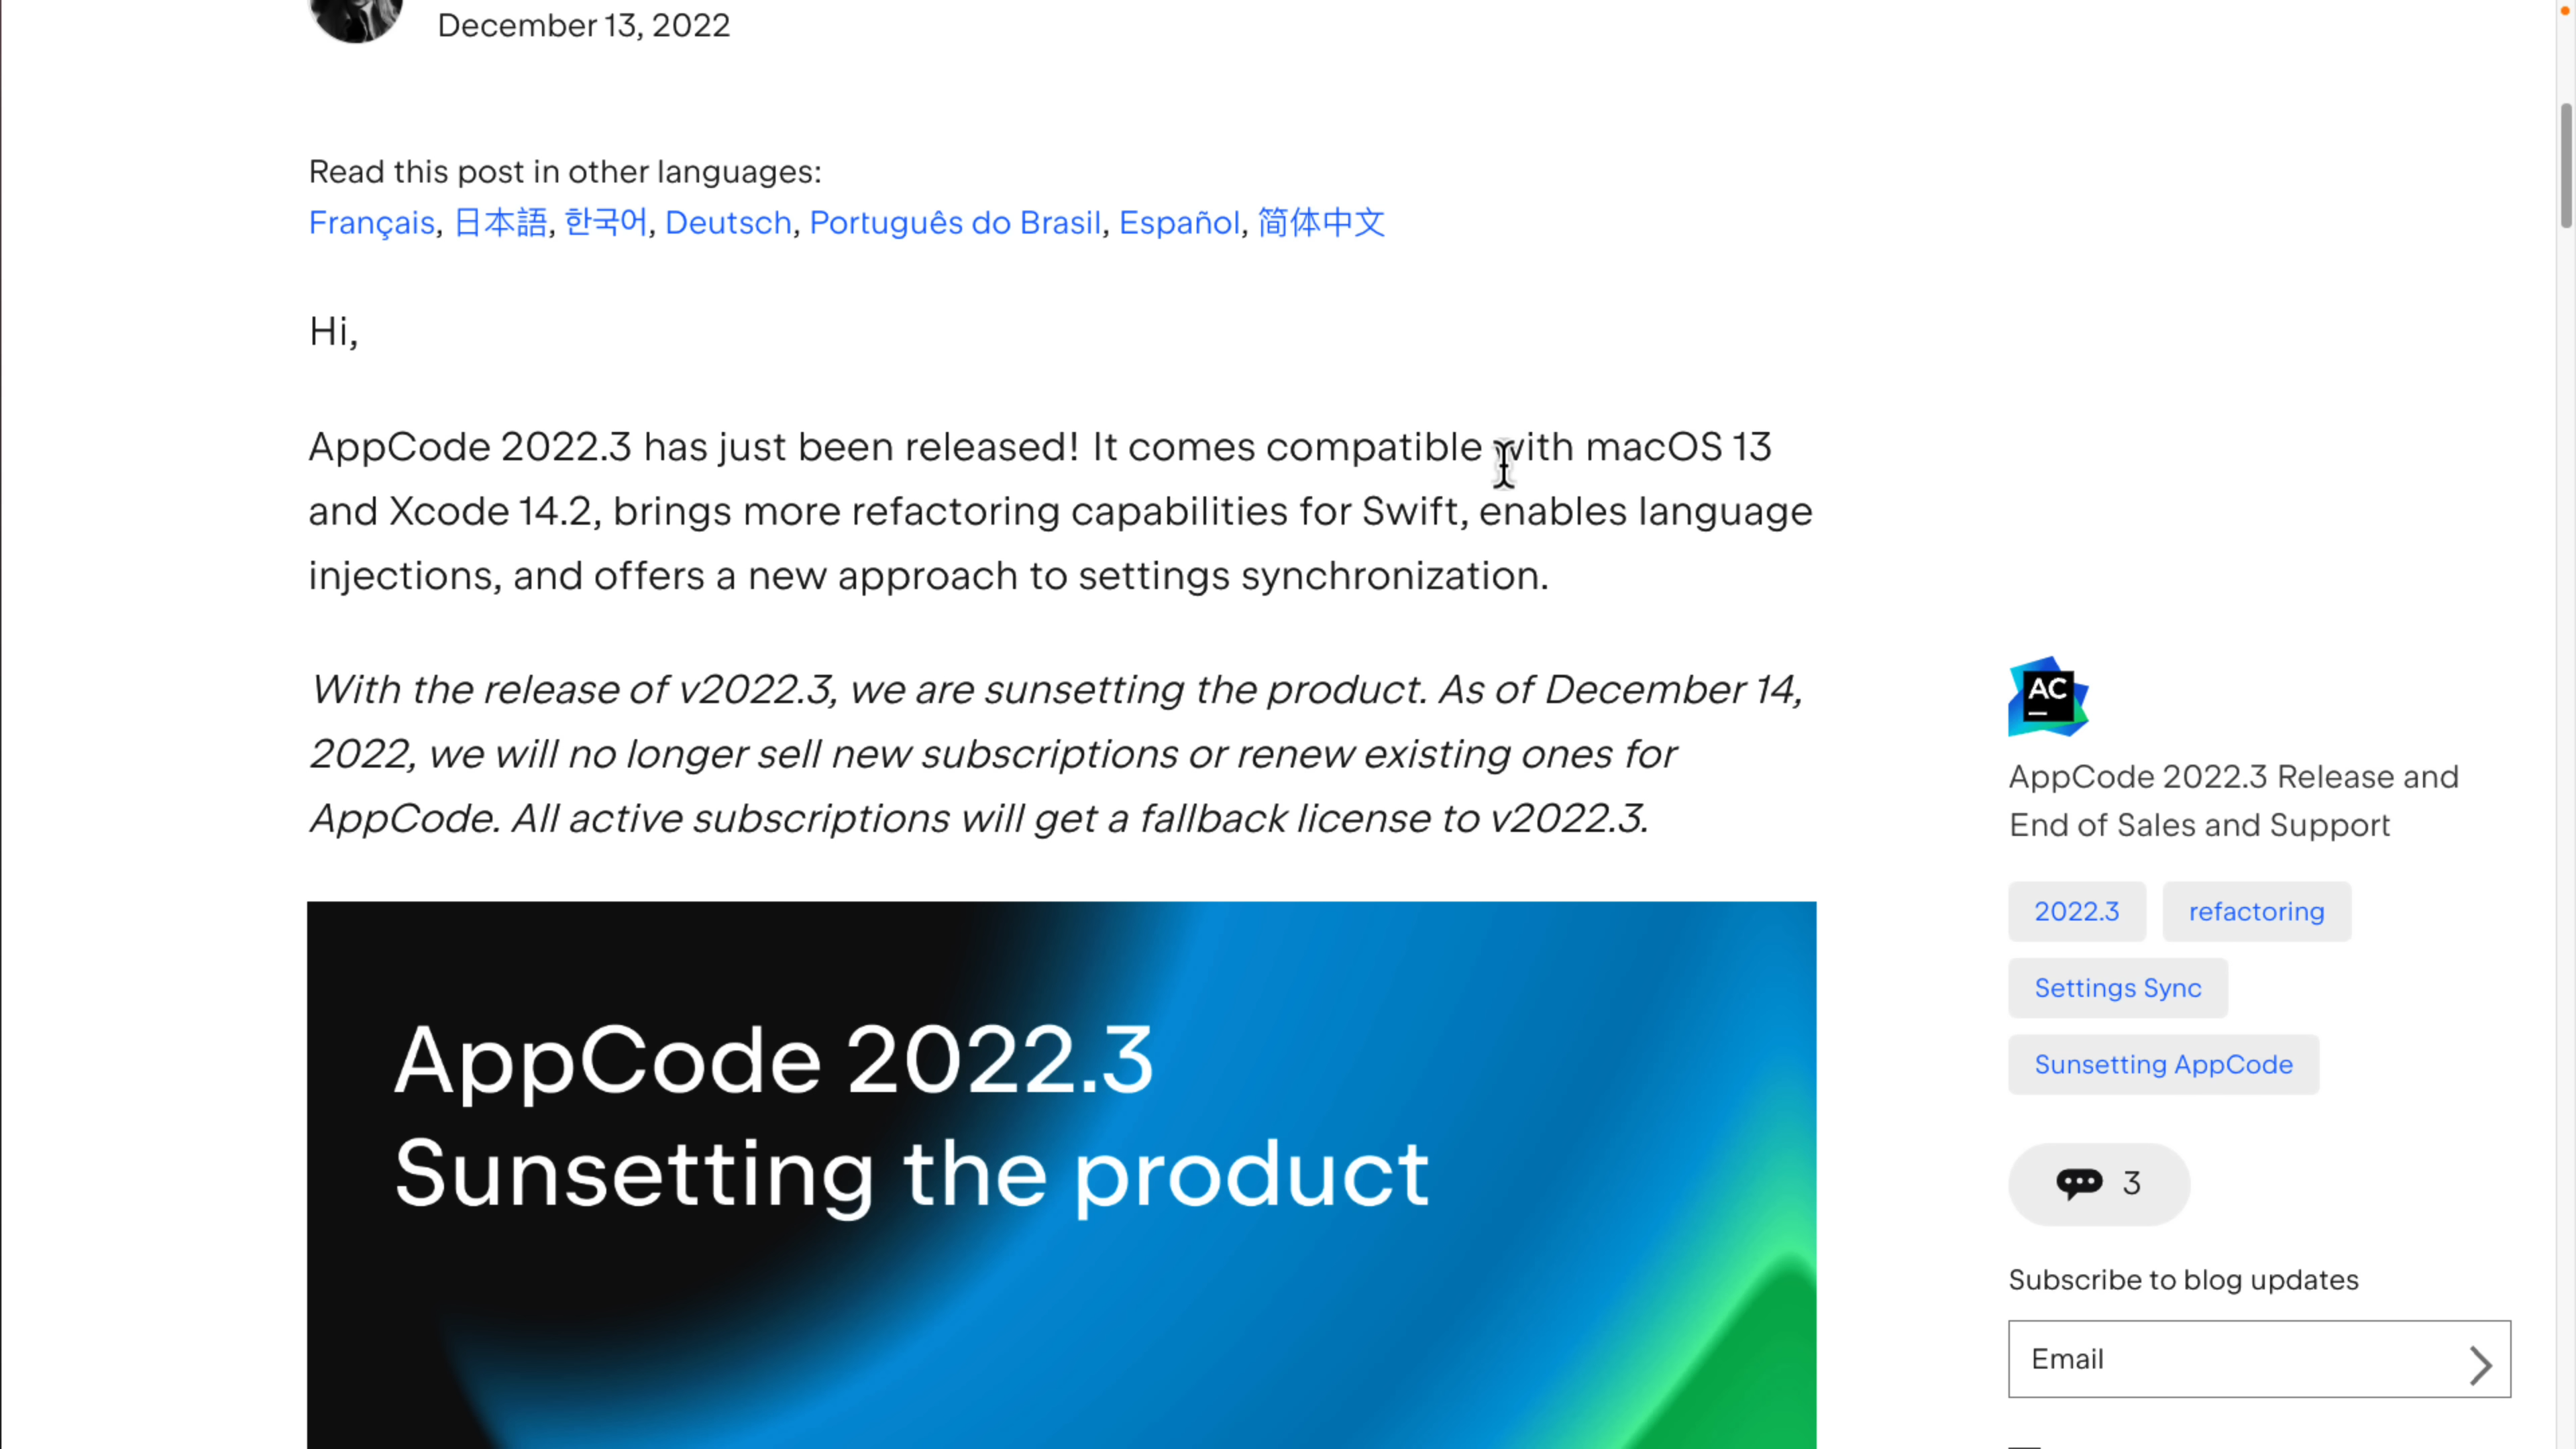 December 13, 2022
Read this post in other languages:
Français, 日本語, 한국어, Deutsch, Português do Brasil, Español, 简体中文
Hi,
AppCode 2022.3 has just been released! It comes compatible with macOS 13
and Xcode 14.2, brings more refactoring capabilities for Swift, enables language
injections, and offers a new approach to settings synchronization.
With the release of v2022.3, we are sunsetting the product. As of December 14,
2022, we will no longer sell new subscriptions or renew existing ones for
AppCode. All active subscriptions will get a fallback license to v2022.3.
AppCode 2022.3
Sunsetting the product
AC
AppCode 2022.3 Release and
End of Sales and Support
2022.3 refactoring
Settings Sync
Sunsetting AppCode
3
Subscribe to blog updates
Email